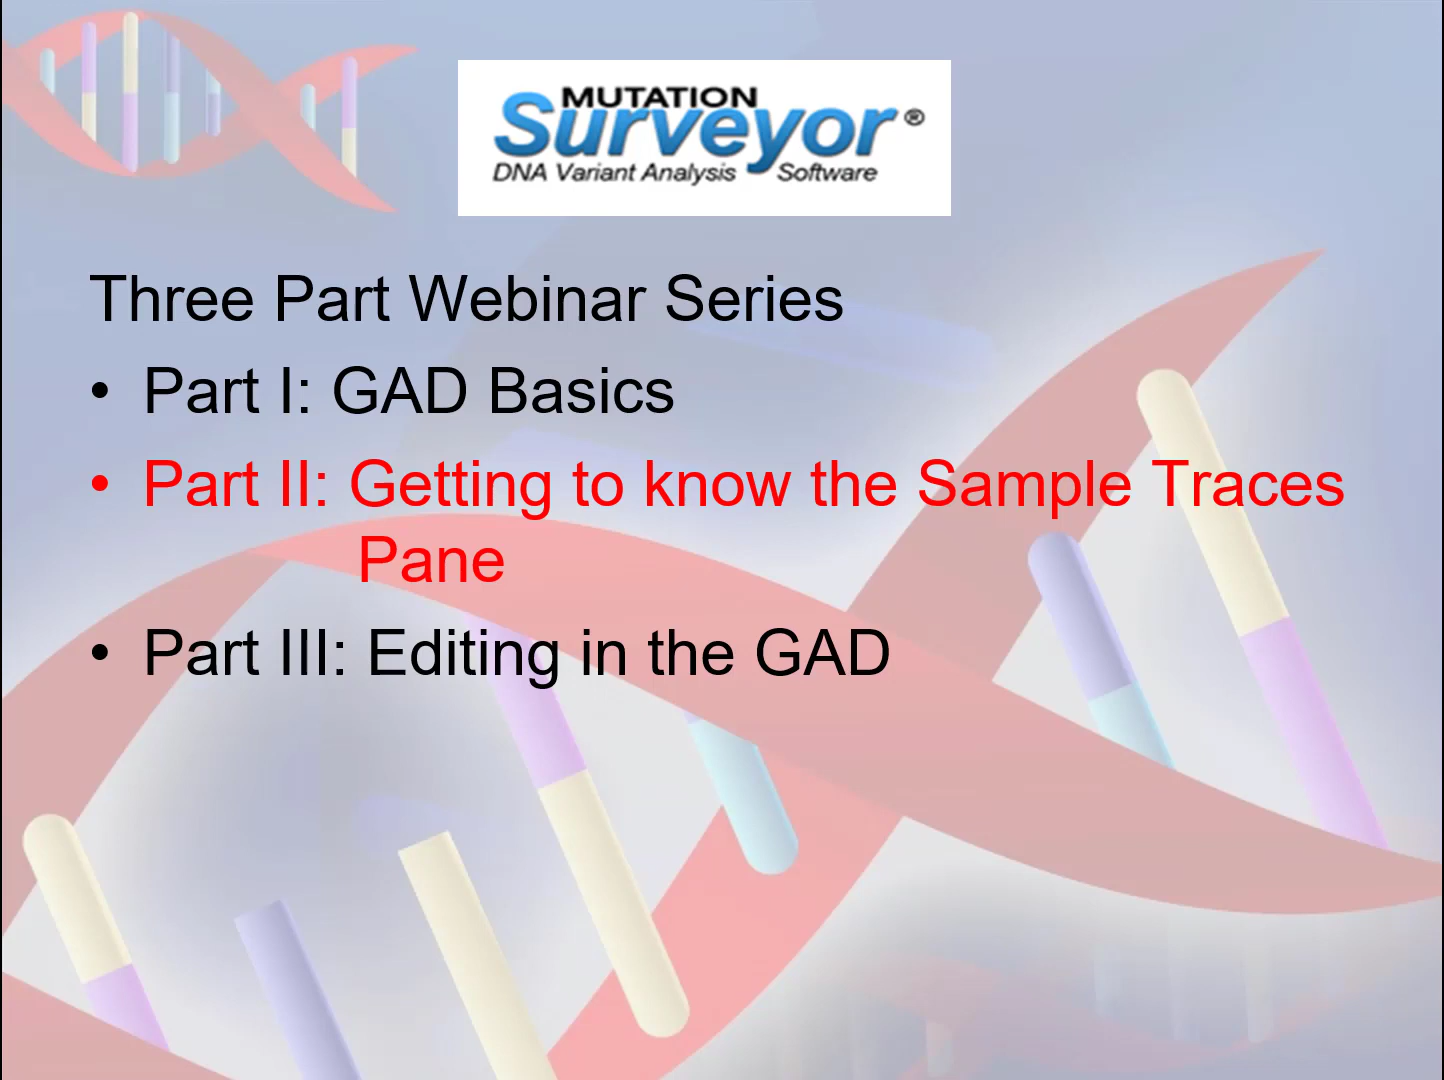 MUTATION
Surveyor®
DNA Variant Analysis Software
Three Part Webinar Series
• Part I: GAD Basics
• Part II: Getting to know the Sample Traces
Pane
• Part III: Editing in the GAD